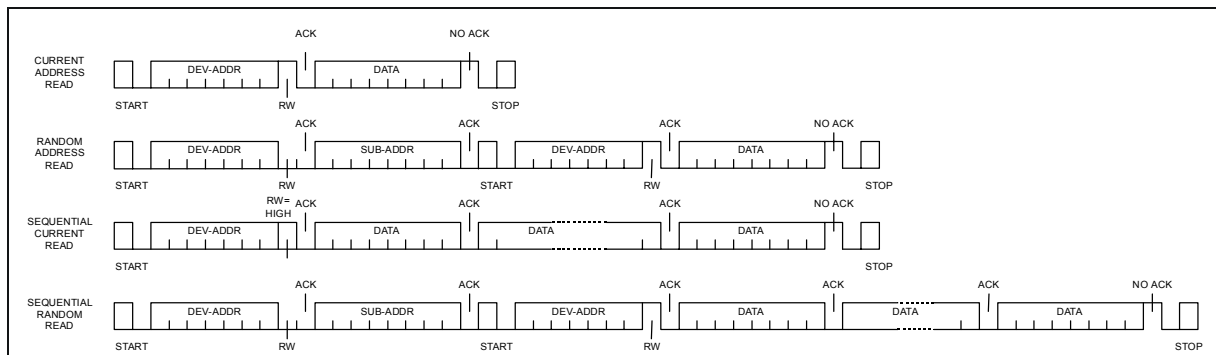 ACK NO ACK
CURRENT
ADDRESS
READ
DEV-ADDR DATA
START RW STOP
ACK ACK ACK NO ACK
RANDOM
ADDRESS
READ
DEV-ADDR SUB-ADDR DEV-ADDR DATA
START RW START RW STOP
RW=
HIGH
ACK ACK ACK NO ACK
SEQUENTIAL
CURRENT
READ
DEV-ADDR DATA DATA DATA
START STOP
ACK ACK ACK ACK ACK NO ACK
SEQUENTIAL
RANDOM
READ
DEV-ADDR SUB-ADDR DEV-ADDR DATA DATA DATA
START RW START RW STOP